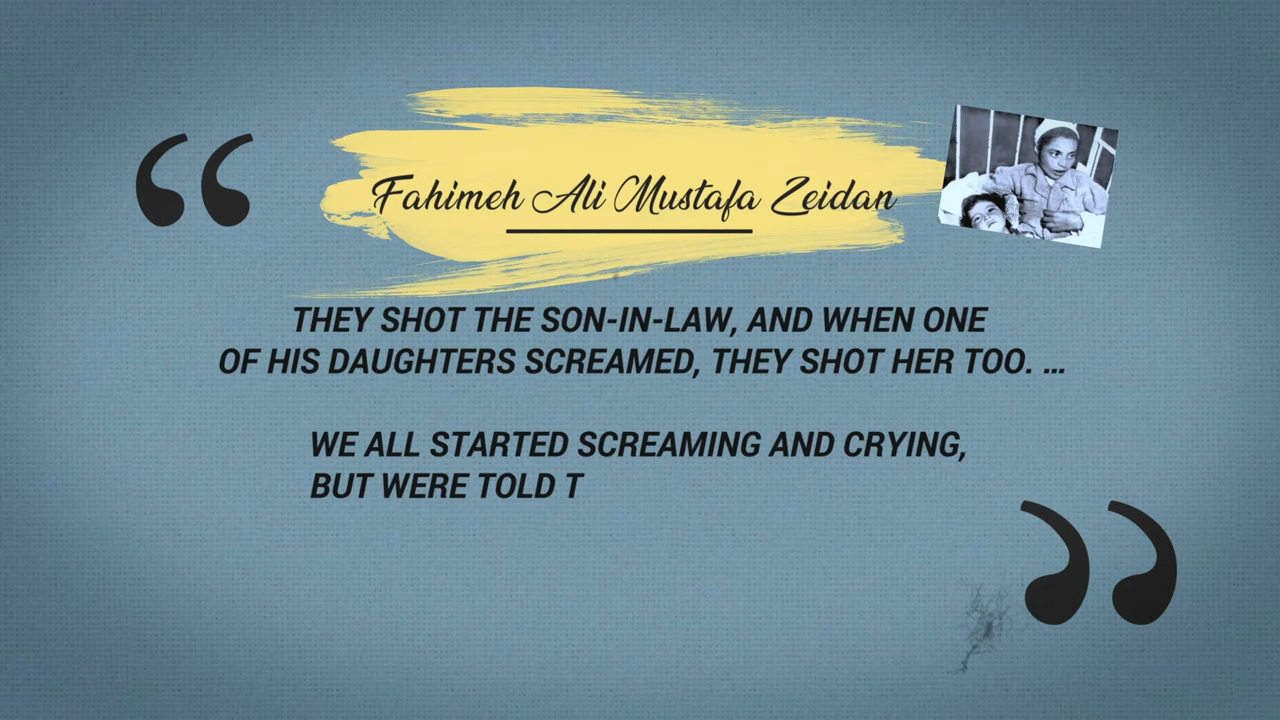 Fahimeh Ali Mustafa Zeidan
THEY SHOT THE SON-IN-LAW, AND WHEN ONE
OF HIS DAUGHTERS SCREAMED, THEY SHOT HER TOO. ...
WE ALL STARTED SCREAMING AND CRYING,
BUT WERE TOLD T